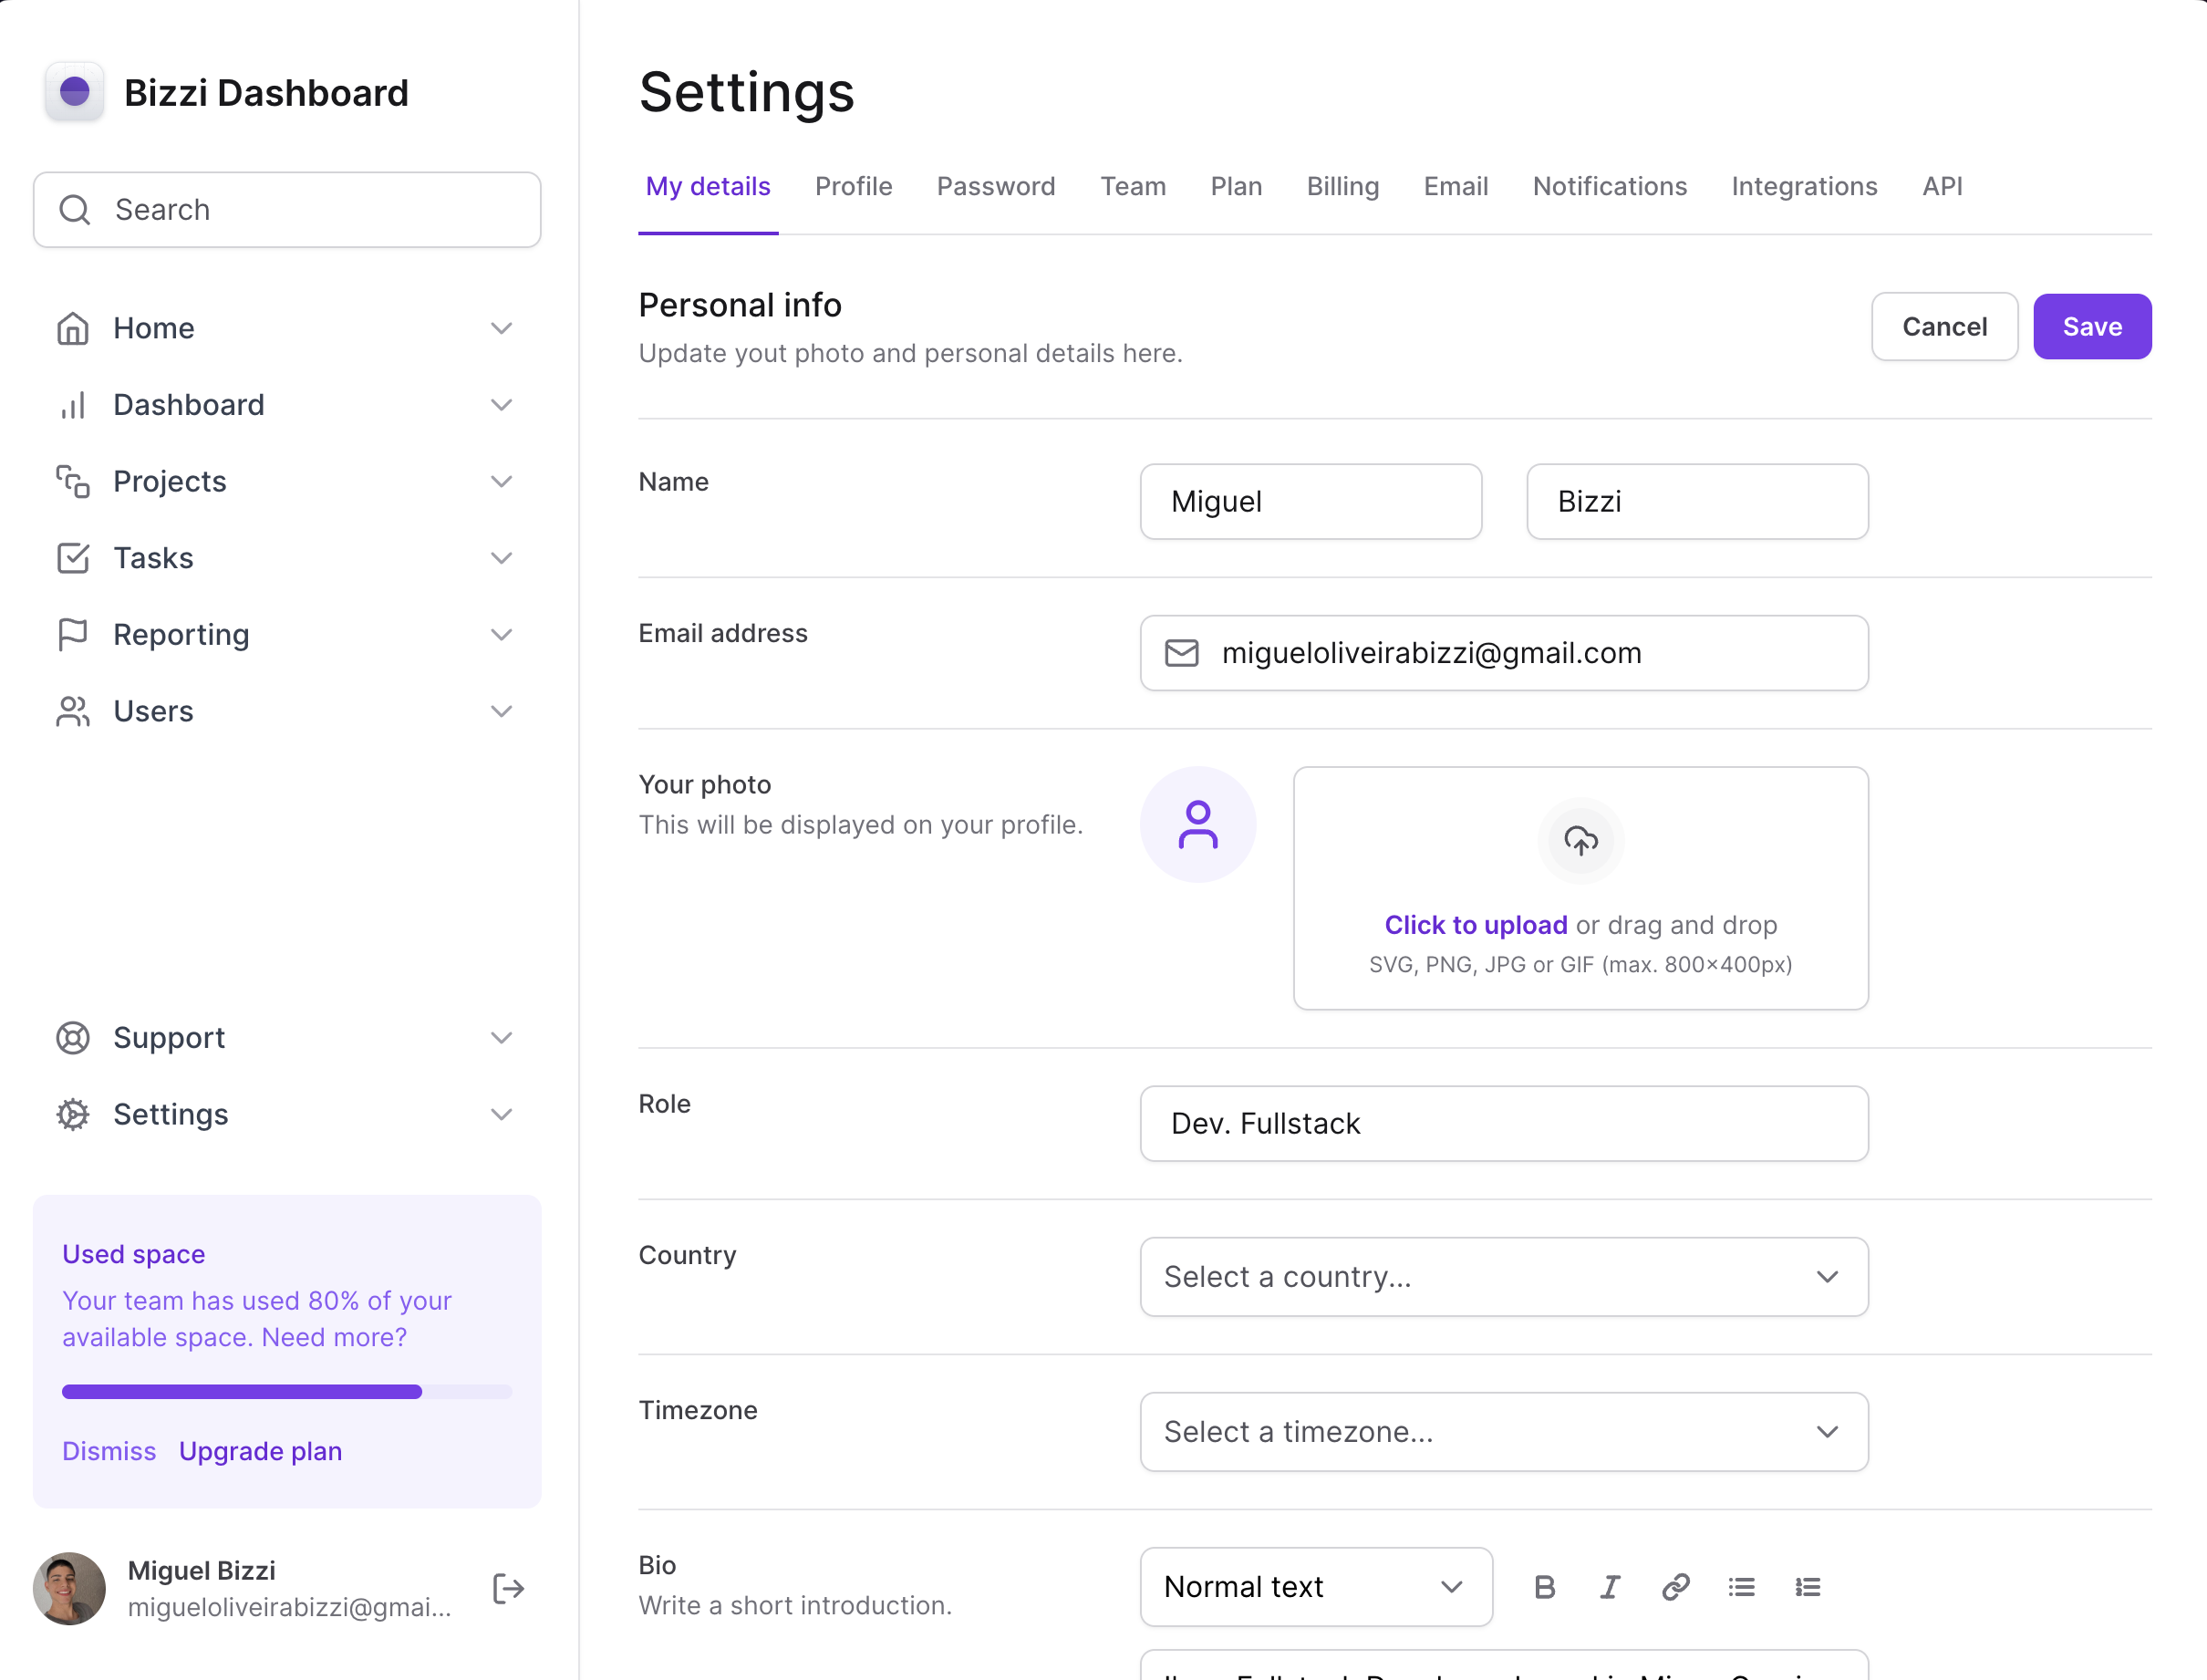 Bizzi Dashboard
Search
Home
Dashboard
Projects
Tasks
Reporting
Users
Support
Settings
Used space
Your team has used 80% of your
available space. Need more?
Dismiss Upgrade plan
Miguel Bizzi
migueloliveirabizzi@gmai...
Settings
My details Profile Password Team Plan Billing Email Notifications Integrations API
Personal info
Update yout photo and personal details here.
Cancel Save
Name
Miguel Bizzi
Email address
migueloliveirabizzi@gmail.com
Your photo
This will be displayed on your profile.
Click to upload or drag and drop
SVG, PNG, JPG or GIF (max. 800×400px)
Role
Dev. Fullstack
Country
Select a country...
Timezone
Select a timezone...
Bio
Write a short introduction.
Normal text